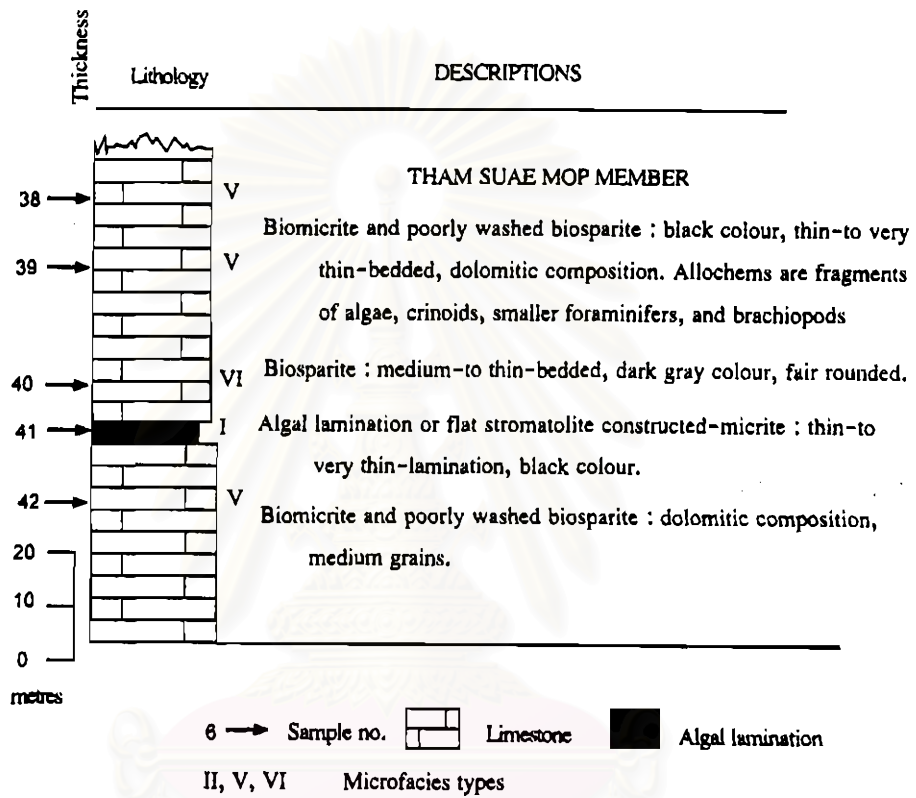 Thickness
Lithology
DESCRIPTIONS
THAM SUAE MOP MEMBER
38
V
Biomicrite and poorly washed biosparite : black colour, thin-to very
39
V
thin-bedded, dolomitic composition. Allochems are fragments
of algae, crinoids, smaller foraminifers, and brachiopods
40
VI
Biosparite : medium-to thin-bedded, dark gray colour, fair rounded.
41
I
Algal lamination or flat stromatolite constructed-micrite : thin-to
very thin-lamination, black colour.
42
V
Biomicrite and poorly washed biosparite : dolomitic composition,
medium grains.
20
10
0
metres
6 Sample no.
Limestone
Algal lamination
II, V, VI Microfacies types